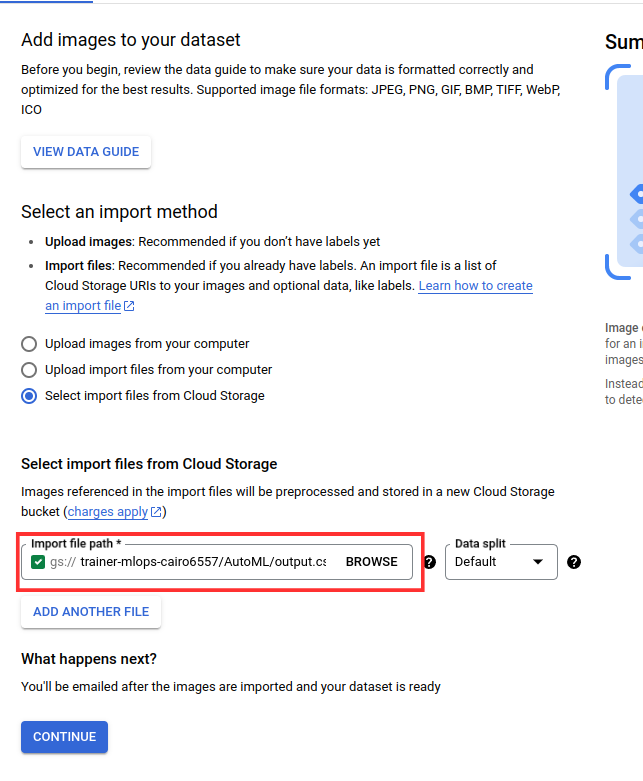 Add images to your dataset
Before you begin, review the data guide to make sure your data is formatted correctly and
optimized for the best results. Supported image file formats: JPEG, PNG, GIF, BMP, TIFF, WebP,
ICO
VIEW DATA GUIDE
Select an import method
• Upload images: Recommended if you don't have labels yet
• Import files: Recommended if you already have labels. An import file is a list of
Cloud Storage URIs to your images and optional data, like labels. Learn how to create
an import file
Upload images from your computer
Upload import files from your computer
Select import files from Cloud Storage
Select import files from Cloud Storage
Images referenced in the import files will be preprocessed and stored in a new Cloud Storage
bucket (charges apply)
Import file path *
gs:// trainer-mlops-cairo6557/AutoML/output.cs
BROWSE
?
Data split
Default
?
ADD ANOTHER FILE
What happens next?
You'll be emailed after the images are imported and your dataset is ready
CONTINUE
Sum
Image
for an i
images
Instead
to dete